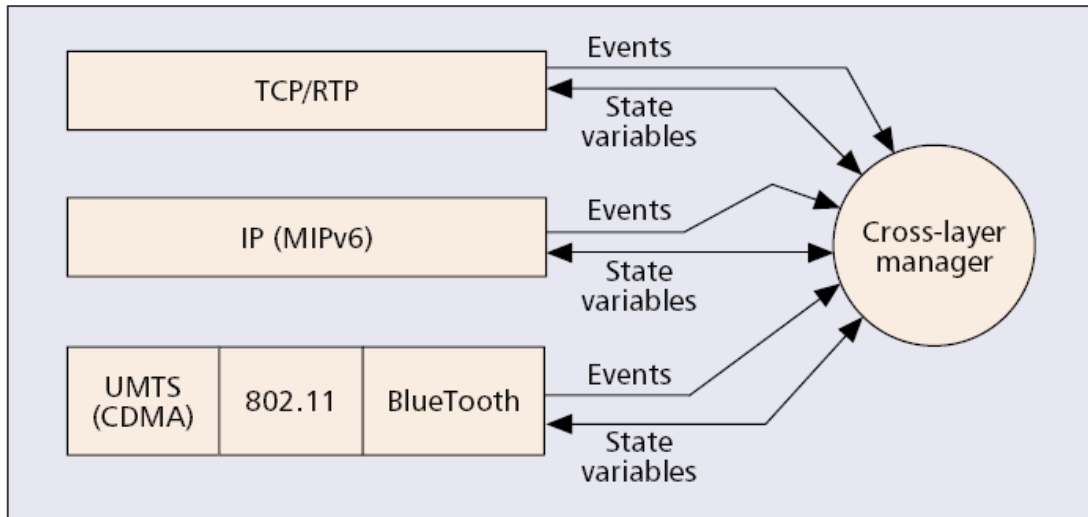 Events
TCP/RTP
State
variables
Events
IP (MIPv6)
Cross-layer
manager
State
variables
UMTS
(CDMA)
802.11
BlueTooth
Events
State
variables